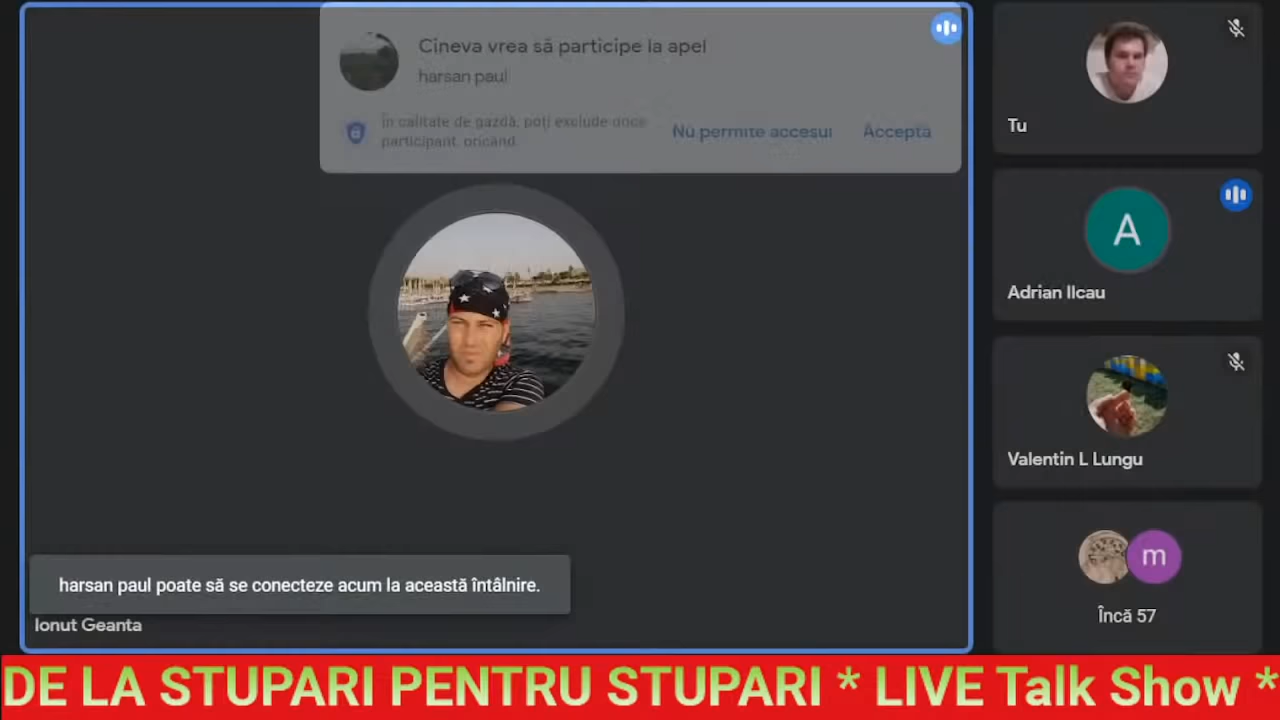 Cineva vrea să participe la apel
harsan paul
În calitate de gazdă, poți exclude orice
participant, oricând.
Nu permite accesul
Acceptă
Tu
A
Adrian Ilcau
Valentin L Lungu
m
Încă 57
harsan paul poate să se conecteze acum la această întâlnire.
Ionut Geanta
DE LA STUPARI PENTRU STUPARI * LIVE Talk Show *